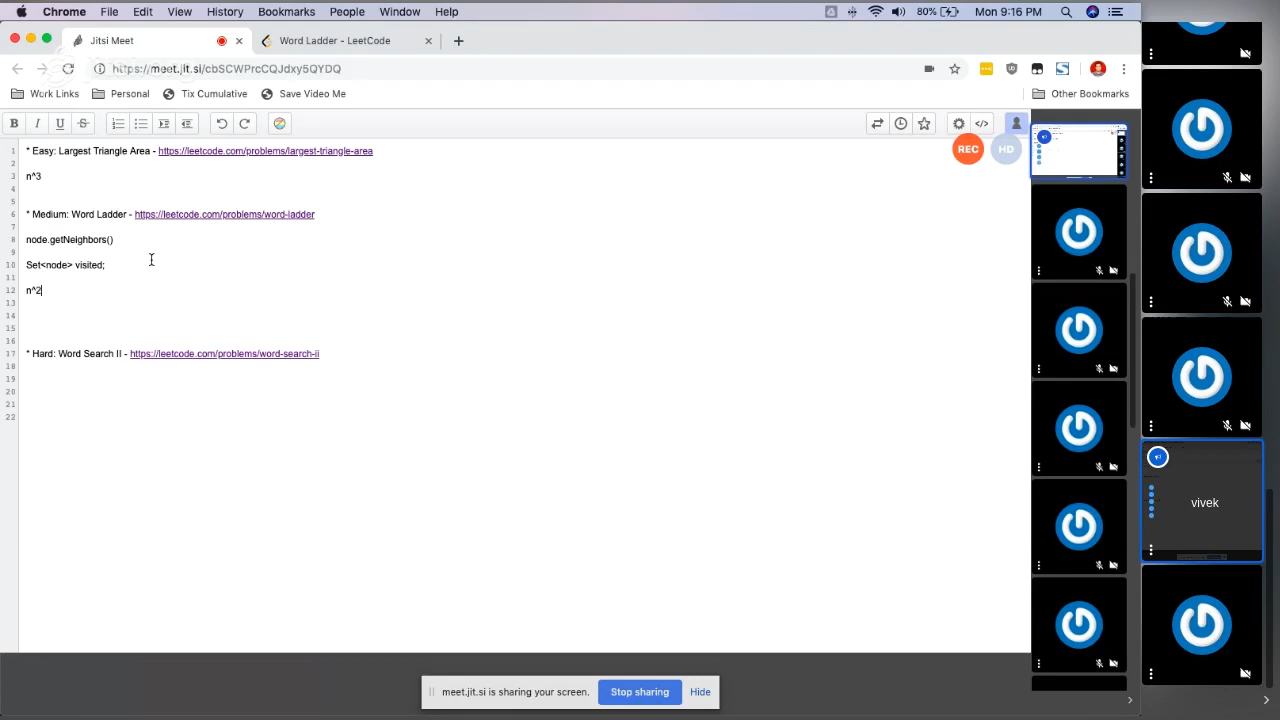 Chrome File Edit View History Bookmarks People Window Help 80% Mon 9:16 PM
Jitsi Meet Word Ladder - LeetCode
https://meet.jit.si/cbSCWPrcCQJdxy5QYDQ
Work Links Personal Tix Cumulative Save Video Me Other Bookmarks
B I U S
1 * Easy: Largest Triangle Area - https://leetcode.com/problems/largest-triangle-area
REC HD
2
3 n^3
4
5
6 * Medium: Word Ladder - https://leetcode.com/problems/word-ladder
7
8 node.getNeighbors()
9
10 Set<node> visited;
11
12 n^2
13
14
15
16
17 * Hard: Word Search II - https://leetcode.com/problems/word-search-ii
18
19
20
21
22
vivek
meet.jit.si is sharing your screen. Stop sharing Hide